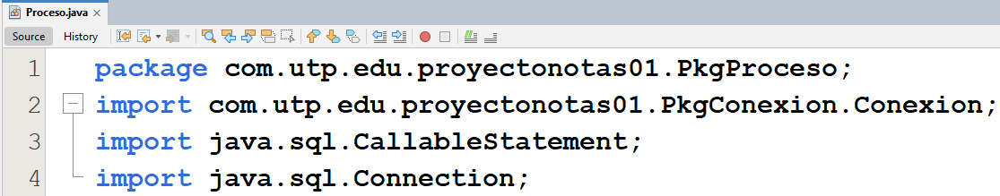 Proceso.java
Source History
1 package com.utp.edu.proyectonotas01.PkgProceso;
2 import com.utp.edu.proyectonotas01.PkgConexion.Conexion;
3 import java.sql.CallableStatement;
4 import java.sql.Connection;